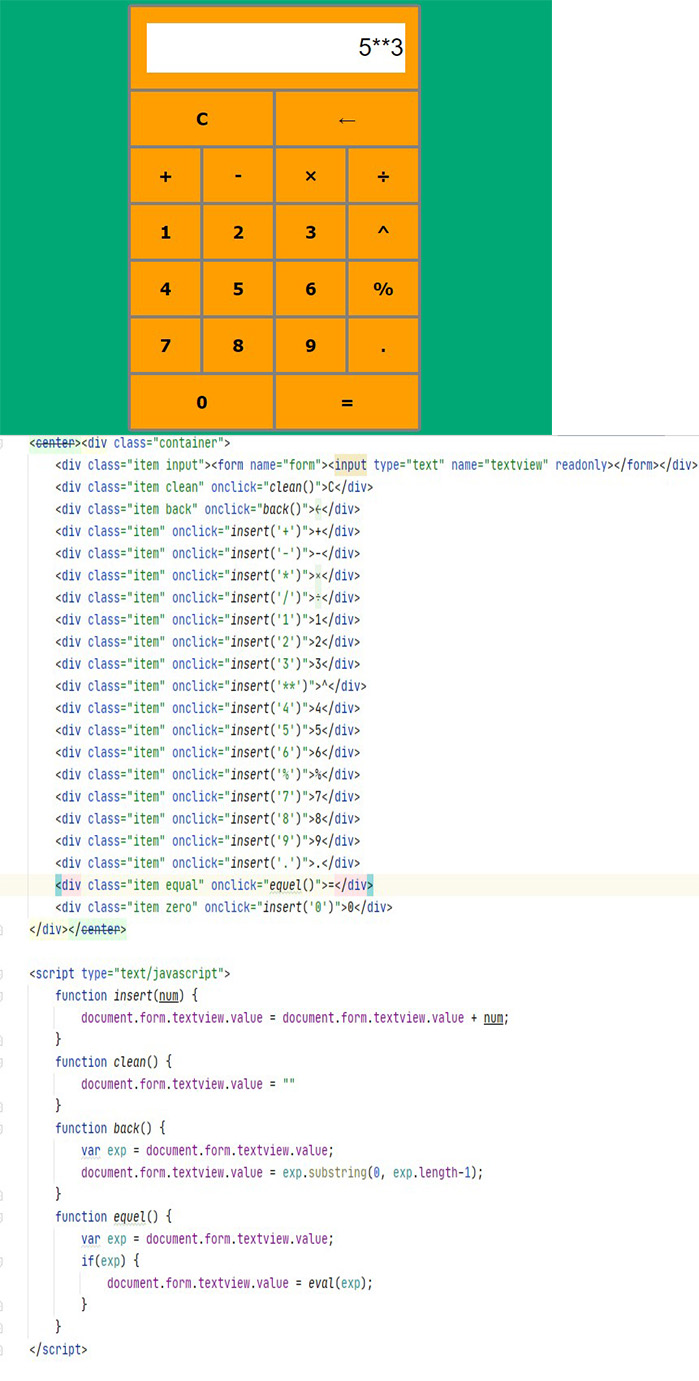 5**3
C ←
+ - × ÷
1 2 3 ^
4 5 6 %
7 8 9 .
0 =
<center><div class="container">
<div class="item input"><form name="form"><input type="text" name="textview" readonly></form></div>
<div class="item clean" onclick="clean()">C</div>
<div class="item back" onclick="back()">←</div>
<div class="item" onclick="insert('+')">+</div>
<div class="item" onclick="insert('-')">-</div>
<div class="item" onclick="insert('*')">×</div>
<div class="item" onclick="insert('/')">÷</div>
<div class="item" onclick="insert('1')">1</div>
<div class="item" onclick="insert('2')">2</div>
<div class="item" onclick="insert('3')">3</div>
<div class="item" onclick="insert('**')">^</div>
<div class="item" onclick="insert('4')">4</div>
<div class="item" onclick="insert('5')">5</div>
<div class="item" onclick="insert('6')">6</div>
<div class="item" onclick="insert('%')">%</div>
<div class="item" onclick="insert('7')">7</div>
<div class="item" onclick="insert('8')">8</div>
<div class="item" onclick="insert('9')">9</div>
<div class="item" onclick="insert('.')">.</div>
<div class="item equal" onclick="equel()">=</div>
<div class="item zero" onclick="insert('0')">0</div>
</div></center>
<script type="text/javascript">
function insert(num) {
document.form.textview.value = document.form.textview.value + num;
}
function clean() {
document.form.textview.value = ""
}
function back() {
var exp = document.form.textview.value;
document.form.textview.value = exp.substring(0, exp.length-1);
}
function equel() {
var exp = document.form.textview.value;
if(exp) {
document.form.textview.value = eval(exp);
}
}
</script>